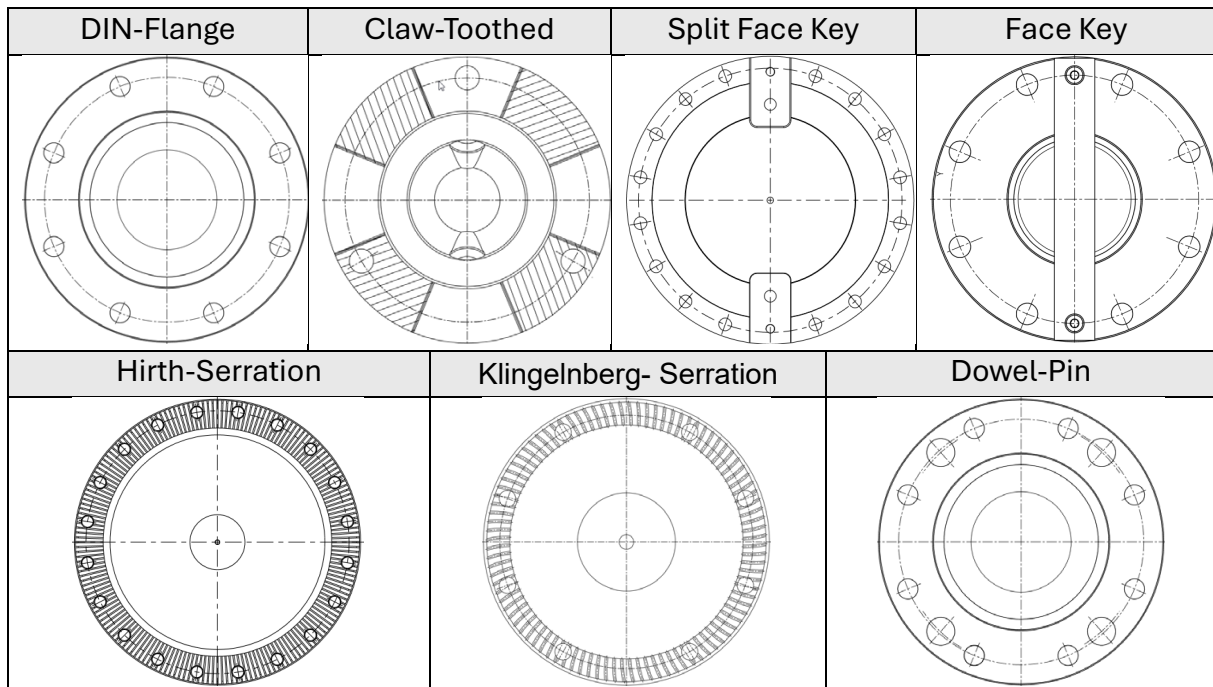 DIN-Flange
Claw-Toothed
Split Face Key
Face Key
Hirth-Serration
Klingelnberg- Serration
Dowel-Pin